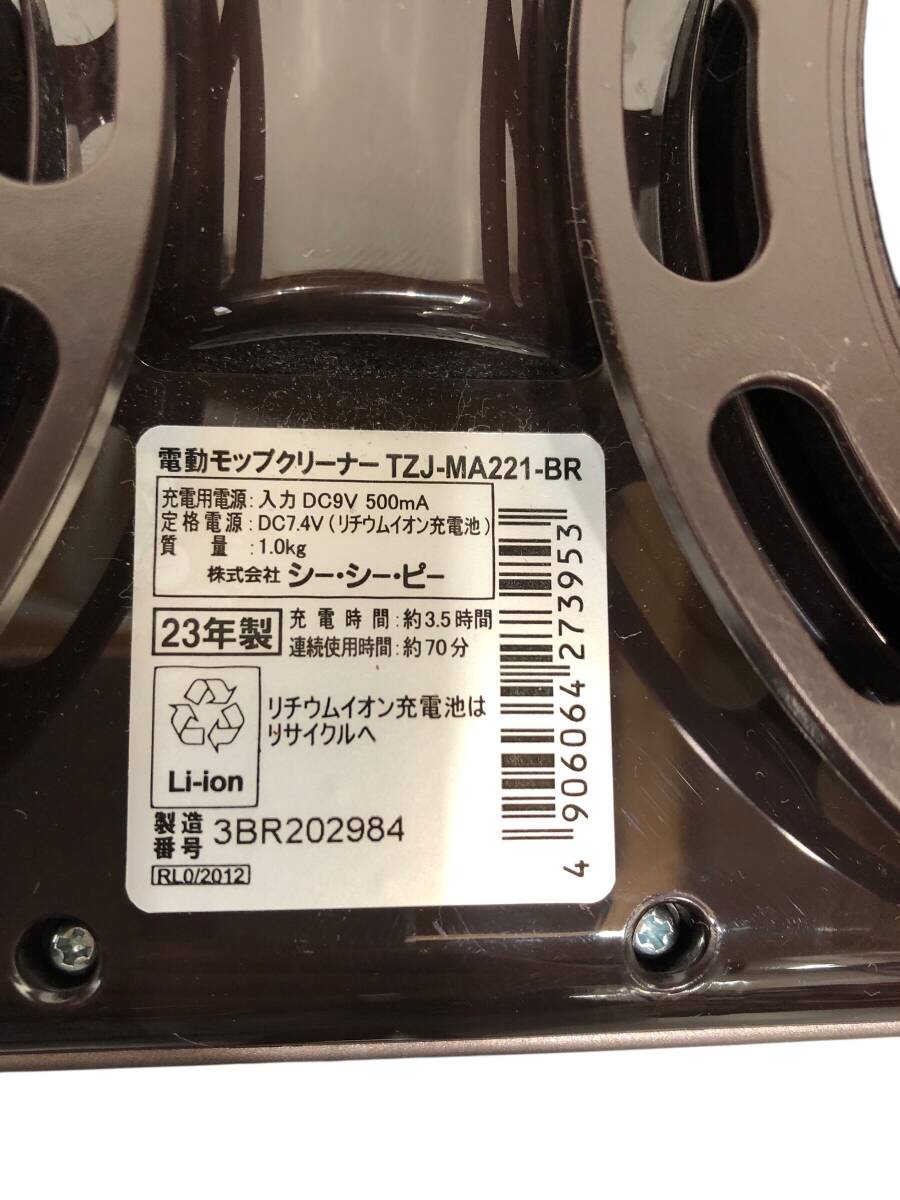 電動モップクリーナー TZJ-MA221-BR
充電用電源：入力 DC9V 500mA
定格電源：DC7.4V（リチウムイオン充電池）
質量：1.0kg
株式会社 シー・シー・ピー
23年製
充電時間：約3.5時間
連続使用時間：約70分
リチウムイオン充電池は
リサイクルへ
Li-ion
製造番号 3BR202984
RL0/2012
4906064273953